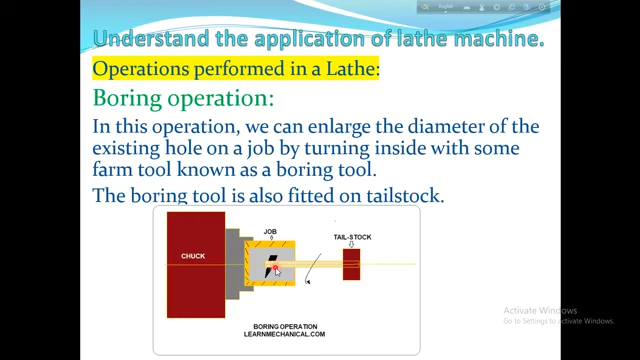 English
Understand the application of lathe machine.
Operations performed in a Lathe:
Boring operation:
In this operation, we can enlarge the diameter of the
existing hole on a job by turning inside with some
farm tool known as a boring tool.
The boring tool is also fitted on tailstock.
JOB
TAIL-STOCK
CHUCK
BORING OPERATION
LEARNMECHANICAL.COM
Activate Windows
Go to Settings to activate Windows.